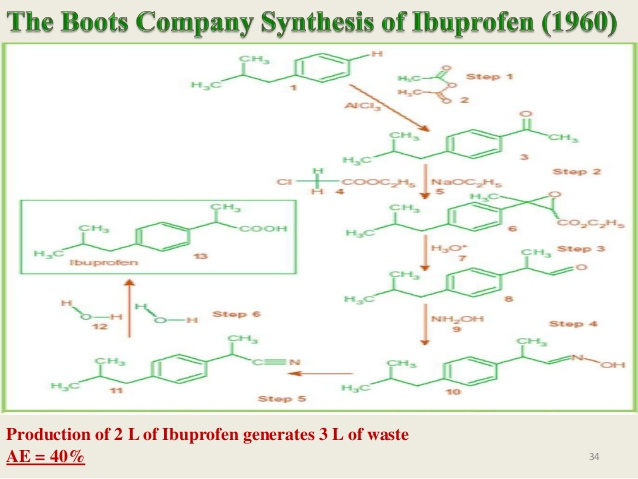 The Boots Company Synthesis of Ibuprofen (1960)
CH₃
H₃C
1
H
H₃C
O
O
H₃C
O
2
Step 1
AlCl₃
CH₃
H₃C
O
CH₃
3
Step 2
Cl
H
H
COOC₂H₅
4
NaOC₂H₅
5
CH₃
H₃C
H₃C
O
CO₂C₂H₅
6
H₃O⁺
7
Step 3
CH₃
H₃C
CH₃
O
8
NH₂OH
9
Step 4
CH₃
H₃C
CH₃
N
OH
10
Step 5
CH₃
H₃C
CH₃
C≡N
11
H
O
H
12
H
O
H
Step 6
CH₃
H₃C
CH₃
COOH
Ibuprofen
13
Production of 2 L of Ibuprofen generates 3 L of waste
AE = 40%
34